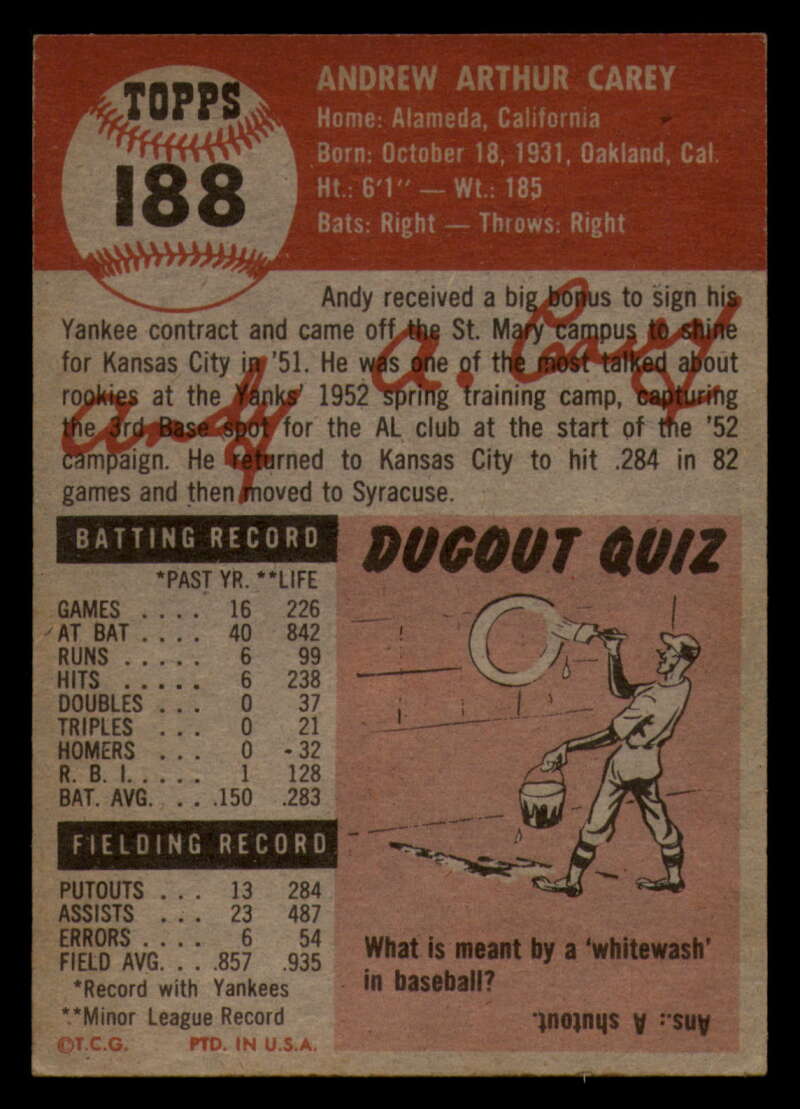 TOPPS
188
ANDREW ARTHUR CAREY
Home: Alameda, California
Born: October 18, 1931, Oakland, Cal.
Ht.: 6'1" — Wt.: 185
Bats: Right — Throws: Right
Andy received a big bonus to sign his
Yankee contract and came off the St. Mary campus to shine
for Kansas City in '51. He was one of the most talked about
rookies at the Yanks' 1952 spring training camp, capturing
the 3rd Base spot for the AL club at the start of the '52
campaign. He returned to Kansas City to hit .284 in 82
games and then moved to Syracuse.
Andy A. Carey
BATTING RECORD
*PAST YR. **LIFE
GAMES . . . . 16 226
AT BAT . . . . 40 842
RUNS . . . . . 6 99
HITS . . . . . 6 238
DOUBLES . . . 0 37
TRIPLES . . . 0 21
HOMERS . . . 0 - 32
R. B. I. . . . . 1 128
BAT. AVG. . . . .150 .283
FIELDING RECORD
PUTOUTS . . . 13 284
ASSISTS . . . 23 487
ERRORS . . . . 6 54
FIELD AVG. . . .857 .935
*Record with Yankees
**Minor League Record
©T.C.G. PTD. IN U.S.A.
DUGOUT QUIZ
What is meant by a 'whitewash'
in baseball?
Ans.: A shutout.